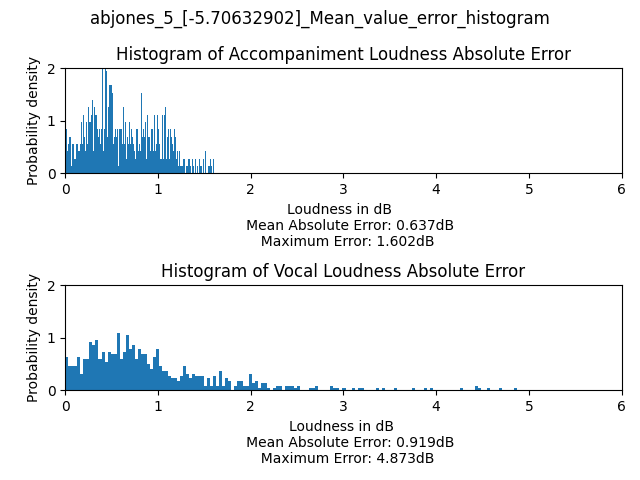 abjones_5_[-5.70632902]_Mean_value_error_histogram
Histogram of Accompaniment Loudness Absolute Error
Probability density
2
1
0
0 1 2 3 4 5 6
Loudness in dB
Mean Absolute Error: 0.637dB
Maximum Error: 1.602dB
Histogram of Vocal Loudness Absolute Error
Probability density
2
1
0
0 1 2 3 4 5 6
Loudness in dB
Mean Absolute Error: 0.919dB
Maximum Error: 4.873dB